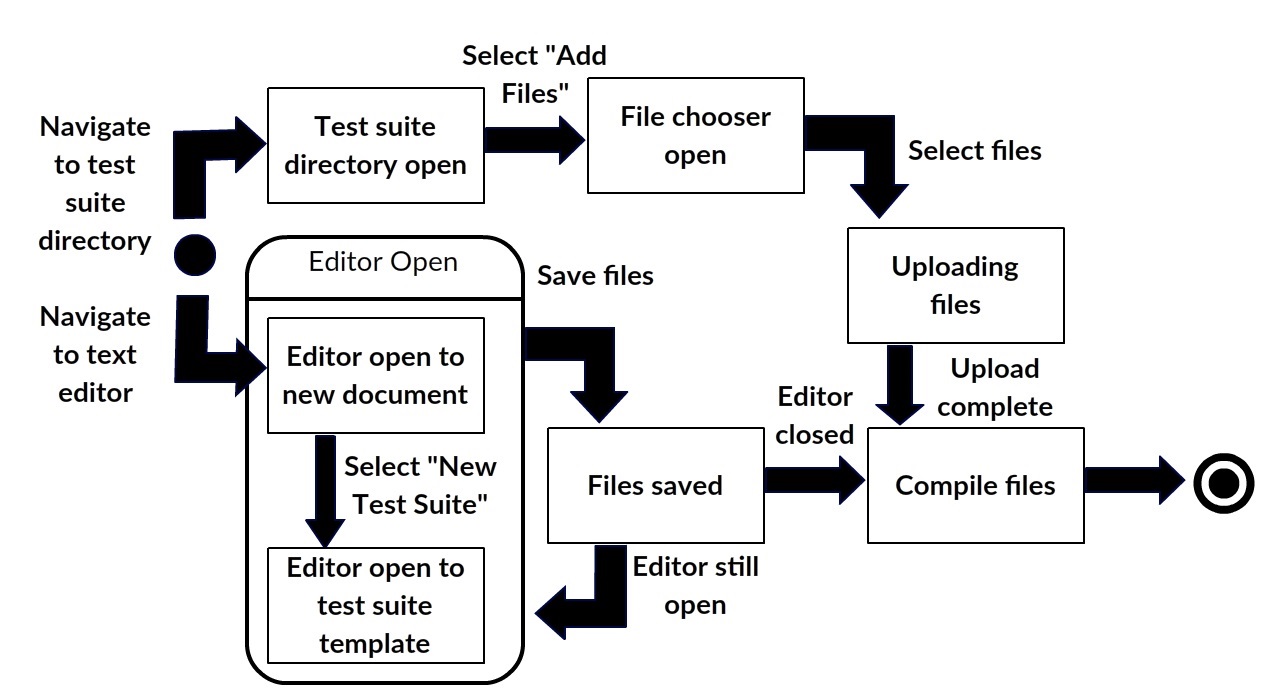 Navigate
to test
suite
directory
Test suite
directory open
Select "Add
Files"
File chooser
open
Select files
Uploading
files
Upload
complete
Navigate
to text
editor
Editor Open
Editor open to
new document
Select "New
Test Suite"
Editor open to
test suite
template
Save files
Files saved
Editor
closed
Editor still
open
Compile files